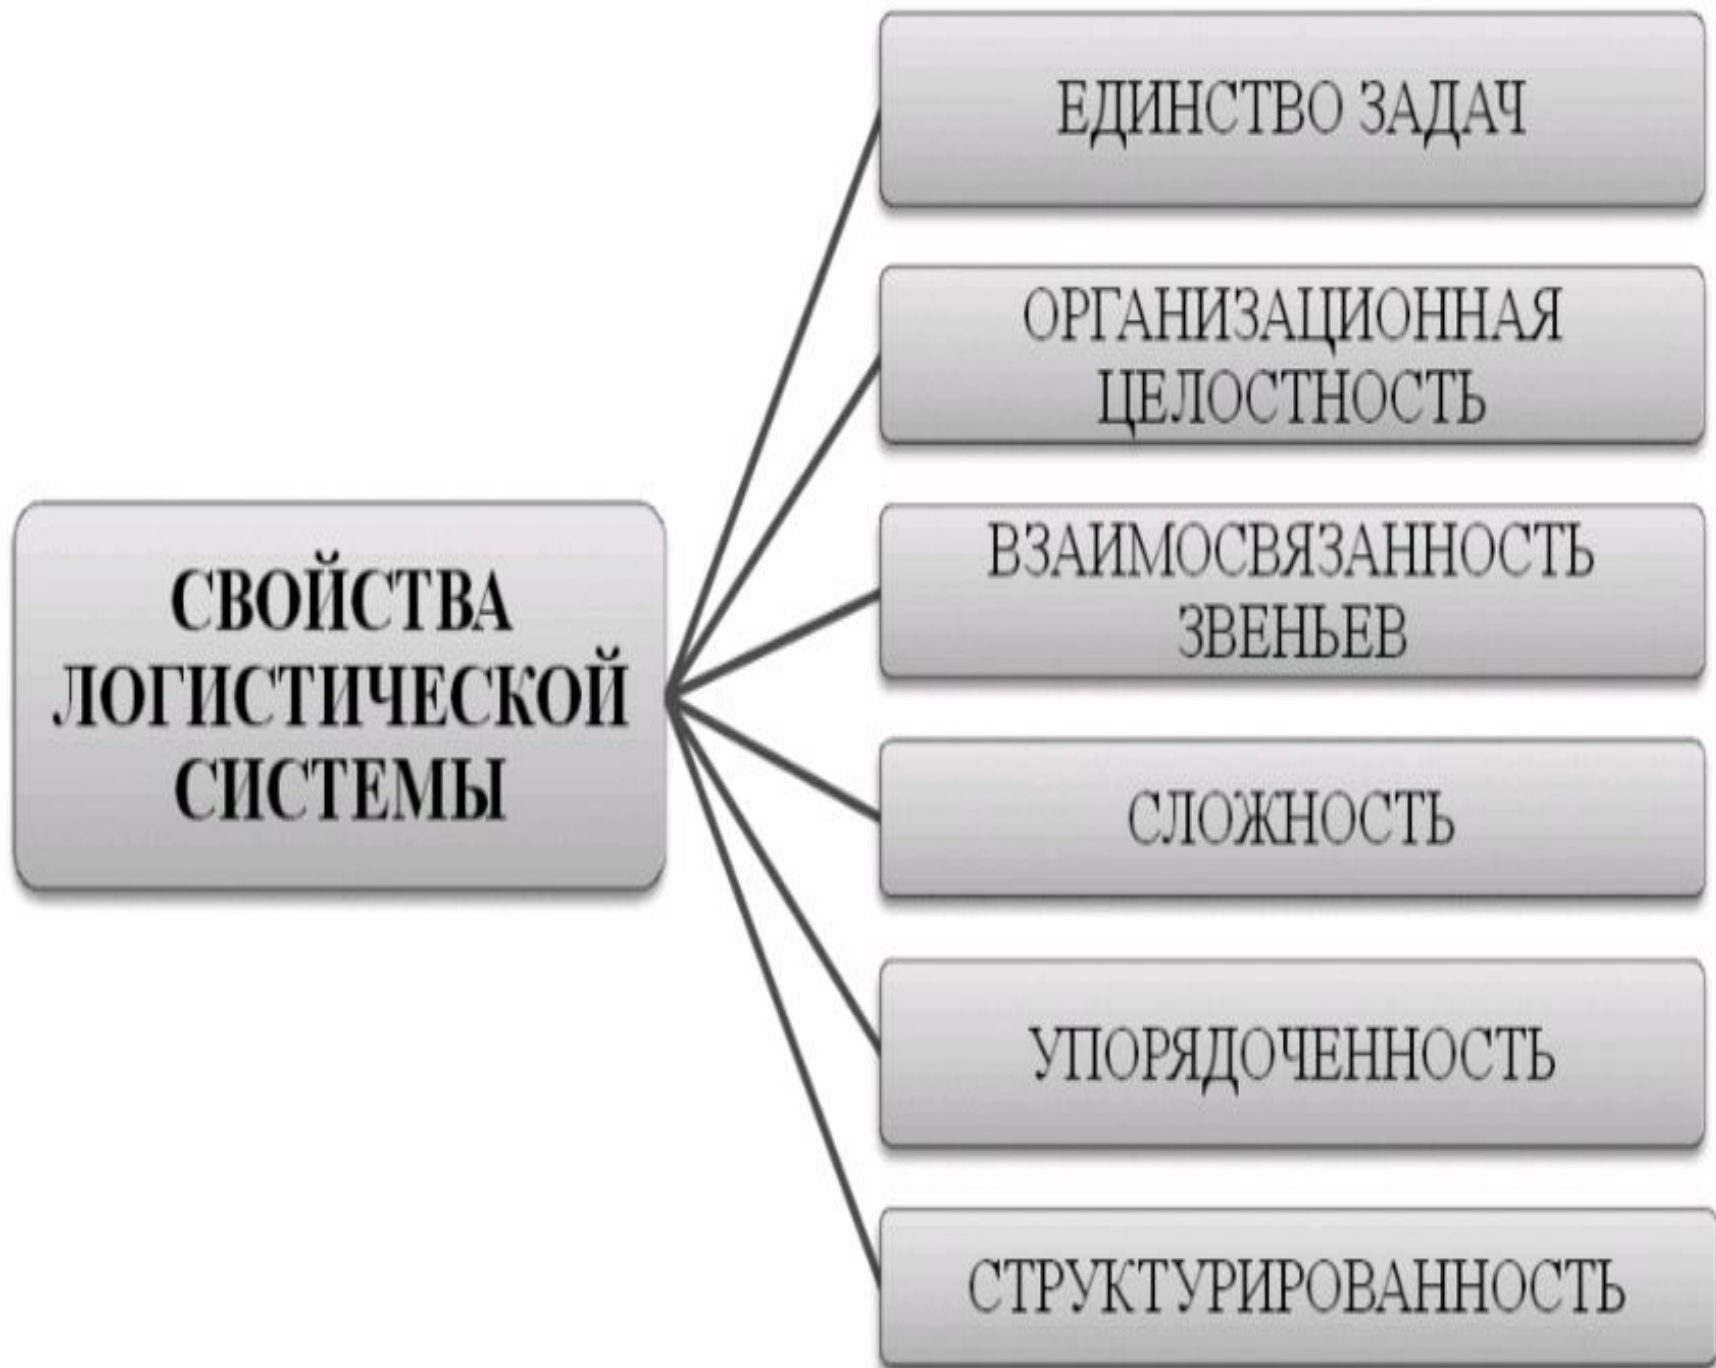 СВОЙСТВА
ЛОГИСТИЧЕСКОЙ
СИСТЕМЫ
ЕДИНСТВО ЗАДАЧ
ОРГАНИЗАЦИОННАЯ
ЦЕЛОСТНОСТЬ
ВЗАИМОСВЯЗАННОСТЬ
ЗВЕНЬЕВ
СЛОЖНОСТЬ
УПОРЯДОЧЕННОСТЬ
СТРУКТУРИРОВАННОСТЬ